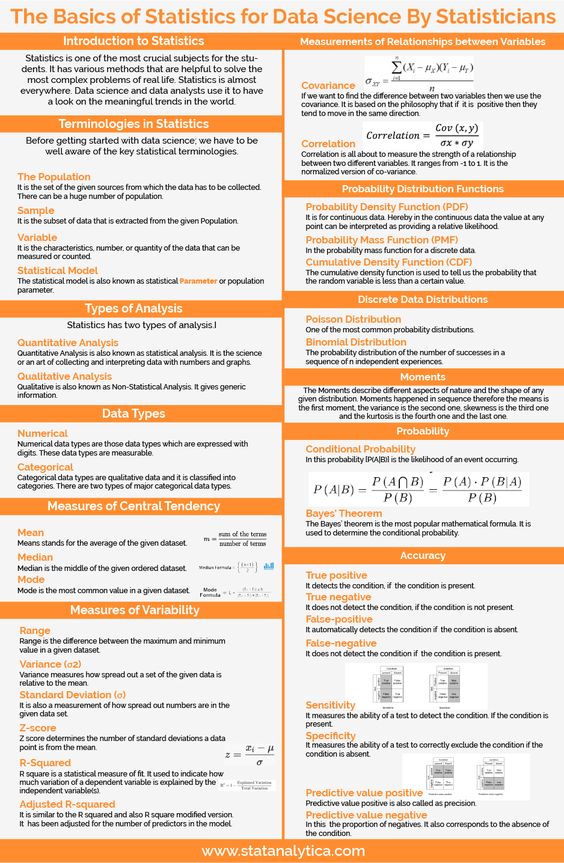 The Basics of Statistics for Data Science By Statisticians
Introduction to Statistics
Statistics is one of the most crucial subjects for the stu-
dents. It has various methods that are helpful to solve the
most complex problems of real life. Statistics is almost
everywhere. Data science and data analysts use it to have
a look on the meaningful trends in the world.
Terminologies in Statistics
Before getting started with data science; we have to be
well aware of the key statistical terminologies.
The Population
It is the set of the given sources from which the data has to be collected.
There can be a huge number of population.
Sample
It is the subset of data that is extracted from the given Population.
Variable
It is the characteristics, number, or quantity of the data that can be
measured or counted.
Statistical Model
The statistical model is also known as statistical Parameter or population
parameter.
Types of Analysis
Statistics has two types of analysis.I
Quantitative Analysis
Quantitative Analysis is also known as statistical analysis. It is the science
or an art of collecting and interpreting data with numbers and graphs.
Qualitative Analysis
Qualitative is also known as Non-Statistical Analysis. It gives generic
information.
Data Types
Numerical
Numerical data types are those data types which are expressed with
digits. These data types are measurable.
Categorical
Categorical data types are qualitative data and it is classified into
categories. There are two types of major categorical data types.
Measures of Central Tendency
Mean
Means stands for the average of the given dataset.
m = sum of the terms / number of terms
Median
Median is the middle of the given ordered dataset.
Median Formula =
Mode
Mode is the most common value in a given dataset.
Mode Formula =
Measures of Variability
Range
Range is the difference between the maximum and minimum
value in a given dataset.
Variance (σ2)
Variance measures how spread out a set of the given data is
relative to the mean.
Standard Deviation (σ)
It is also a measurement of how spread out numbers are in the
given data set.
Z-score
Z score determines the number of standard deviations a data
point is from the mean.
z = (xᵢ − μ) / σ
R-Squared
R square is a statistical measure of fit. It used to indicate how
much variation of a dependent variable is explained by the
independent variable(s).
R² = 1 - Explained Variation / Total Variation
Adjusted R-squared
It is similar to the R squared and also R square modified version.
It has been adjusted for the number of predictors in the model.
Measurements of Relationships between Variables
Covariance
σXY = Σ i=1 n (Xᵢ − μX)(Yᵢ − μY) / n
If we want to find the difference between two variables then we use the
covariance. It is based on the philosophy that if it is positive then they
tend to move in the same direction.
Correlation
Correlation = Cov (x, y) / σx * σy
Correlation is all about to measure the strength of a relationship
between two different variables. It ranges from -1 to 1. It is the
normalized version of co-variance.
Probability Distribution Functions
Probability Density Function (PDF)
It is for continuous data. Hereby in the continuous data the value at any
point can be interpreted as providing a relative likelihood.
Probability Mass Function (PMF)
In the probability mass function for a discrete data.
Cumulative Density Function (CDF)
The cumulative density function is used to tell us the probability that
the random variable is less than a certain value.
Discrete Data Distributions
Poisson Distribution
One of the most common probability distributions.
Binomial Distribution
The probability distribution of the number of successes in a
sequence of n independent experiences.
Moments
The Moments describe different aspects of nature and the shape of any
given distribution. Moments happened in sequence therefore the means is
the first moment, the variance is the second one, skewness is the third one
and the kurtosis is the fourth one and the last one.
Probability
Conditional Probability
In this probability [P(A|B)] is the likelihood of an event occurring.
P (A|B) = P (A ⋂ B) / P (B) = P (A) · P (B|A) / P (B)
Bayes' Theorem
The Bayes' theorem is the most popular mathematical formula. It is
used to determine the conditional probability.
Accuracy
True positive
It detects the condition, if the condition is present.
True negative
It does not detect the condition, if the condition is not present.
False-positive
It automatically detects the condition if the condition is absent.
False-negative
It does not detect the condition if the condition is present.
Sensitivity
It measures the ability of a test to detect the condition. If the condition is
present.
Specificity
It measures the ability of a test to correctly exclude the condition if the
condition is absent.
Predictive value positive
Predictive value positive is also called as precision.
Predictive value negative
In this the proportion of negatives. It also corresponds to the absence of
the condition.
www.statanalytica.com